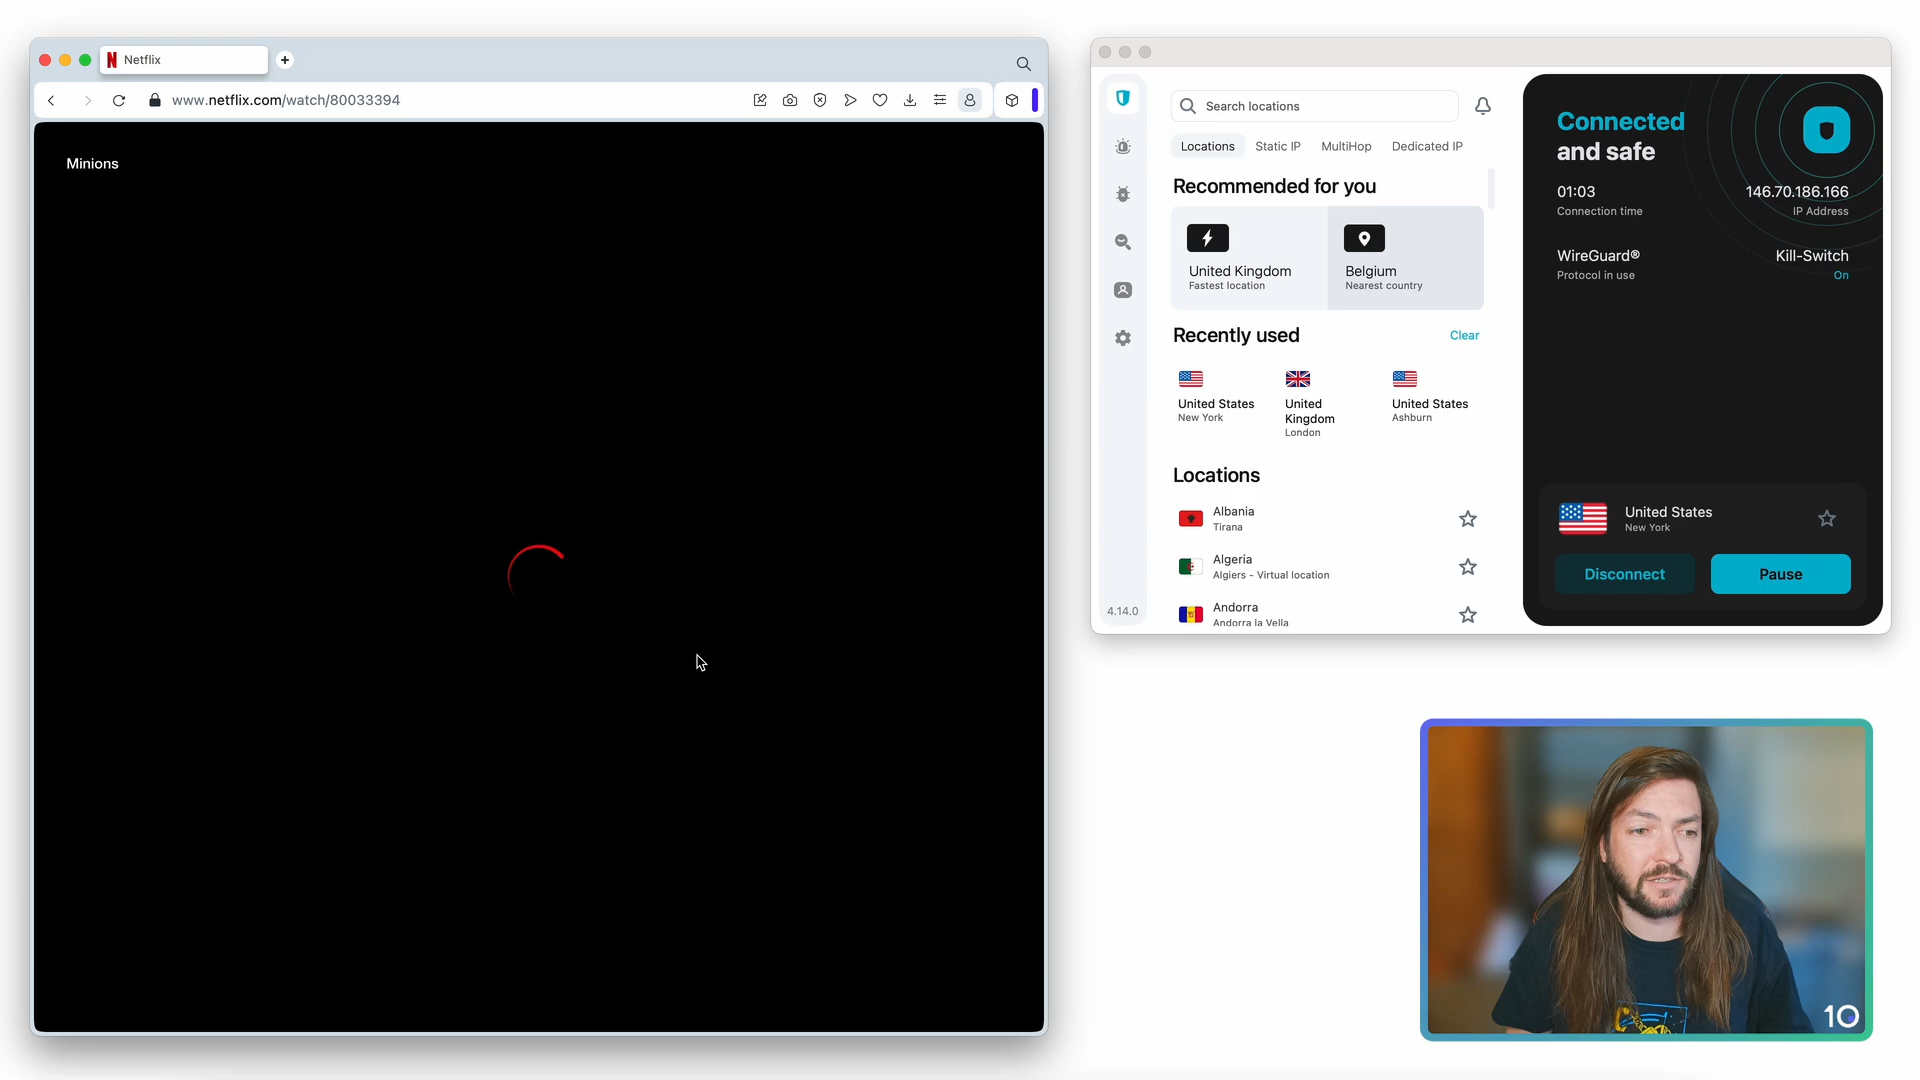 Netflix
www.netflix.com/watch/80033394
Minions
Search locations
Locations
Static IP
MultiHop
Dedicated IP
Recommended for you
United Kingdom
Fastest location
Belgium
Nearest country
Recently used
Clear
United States
New York
United
Kingdom
London
United States
Ashburn
Locations
Albania
Tirana
Algeria
Algiers - Virtual location
Andorra
Andorra la Vella
4.14.0
Connected
and safe
01:03
Connection time
146.70.186.166
IP Address
WireGuard®
Protocol in use
Kill-Switch
On
United States
New York
Disconnect
Pause
10